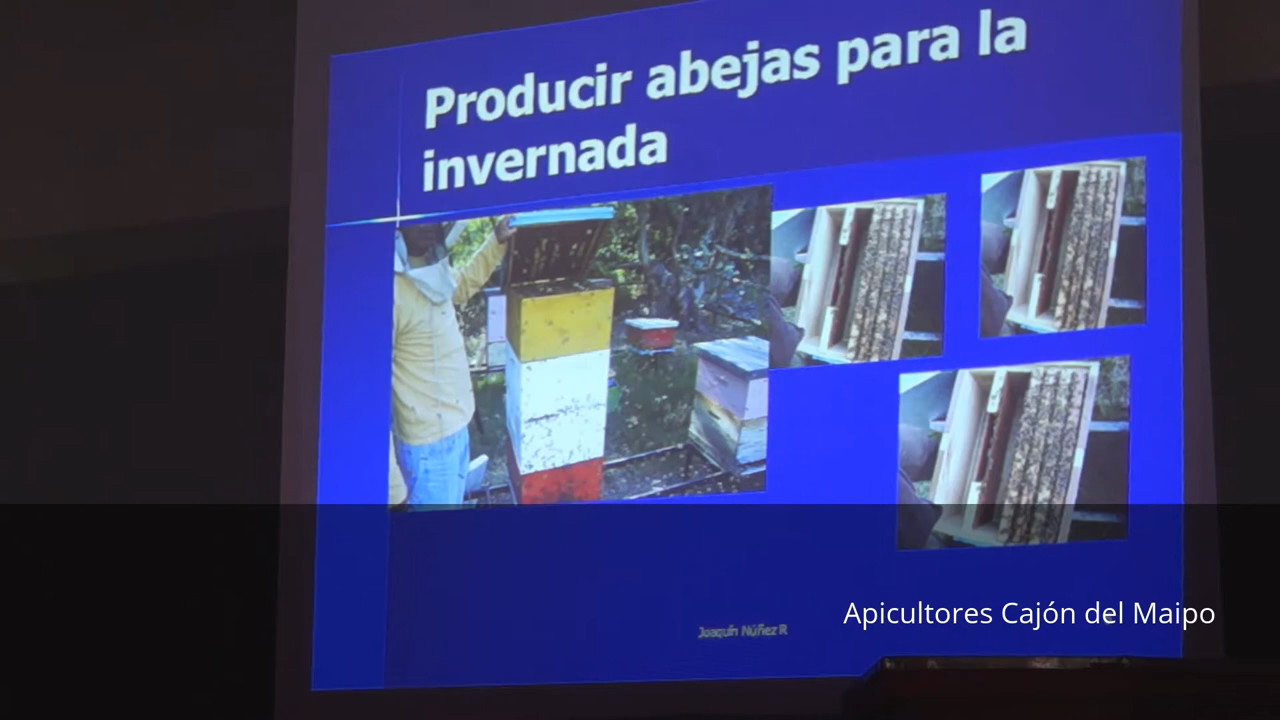 Producir abejas para la
invernada
Joaquín Núñez R
Apicultores Cajón del Maipo